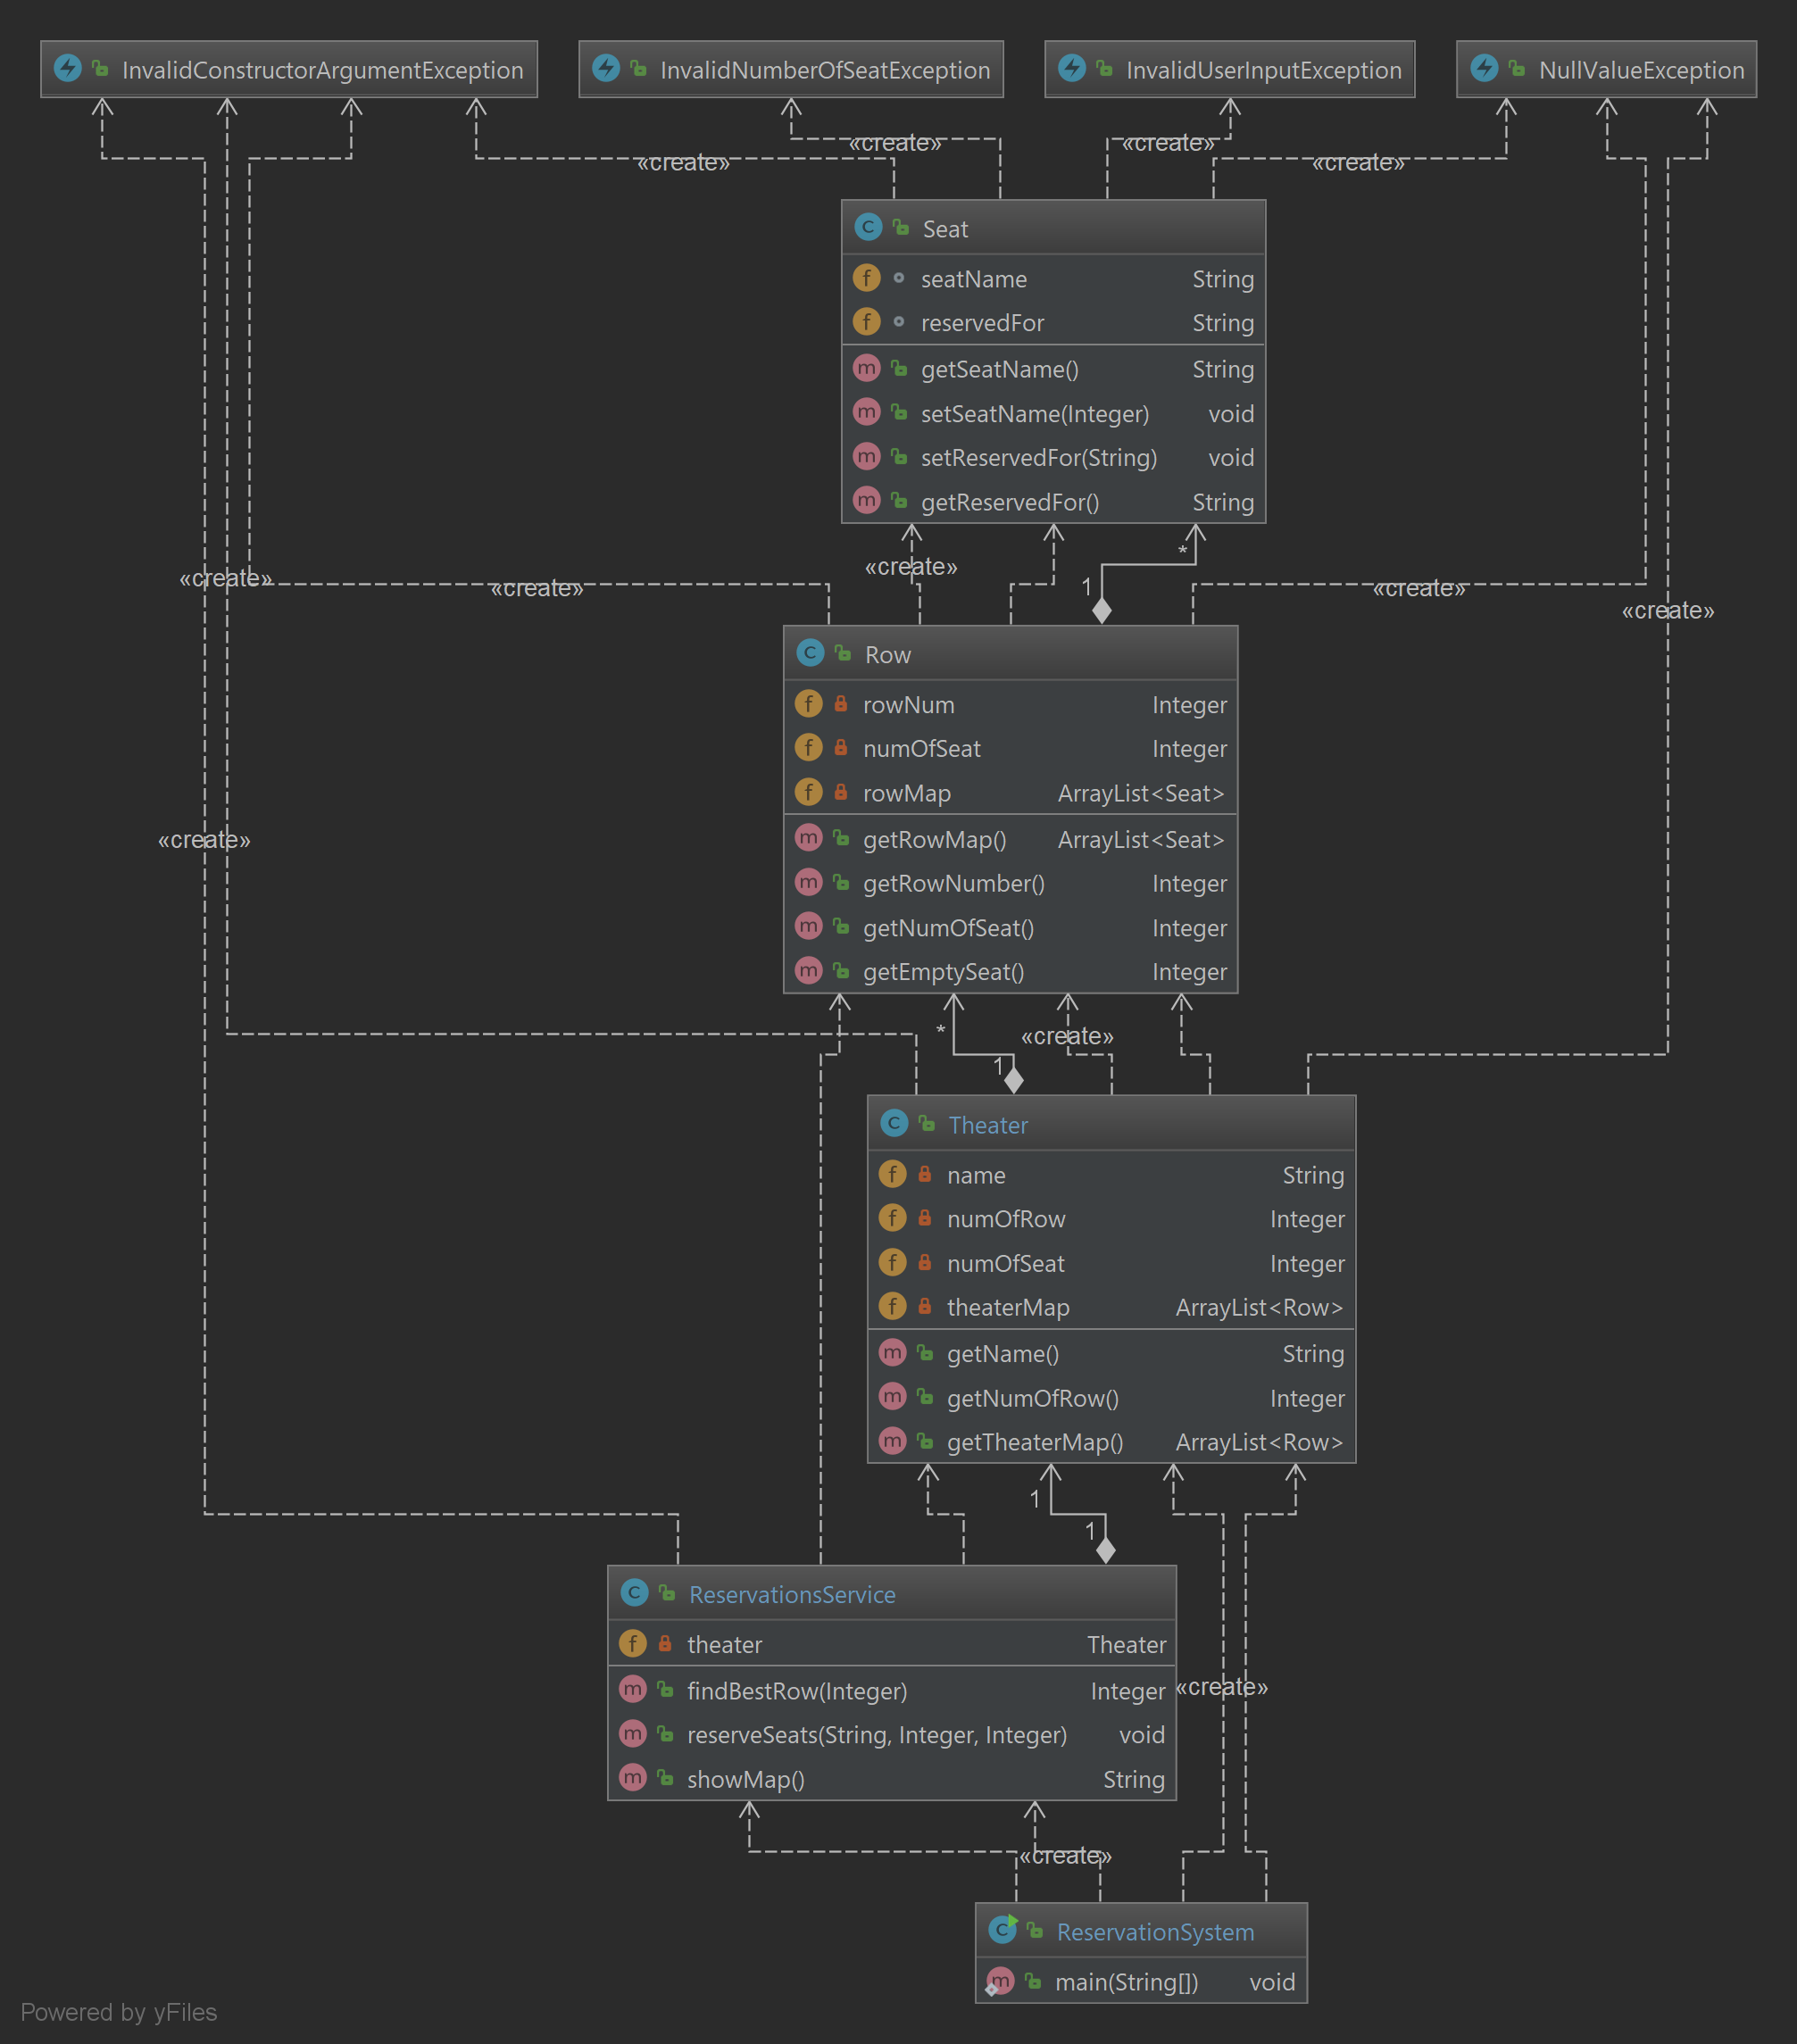 InvalidConstructorArgumentException
InvalidNumberOfSeatException
InvalidUserInputException
NullValueException
«create»
«create»
«create»
«create»
C Seat
f seatName String
f reservedFor String
m getSeatName() String
m setSeatName(Integer) void
m setReservedFor(String) void
m getReservedFor() String
*
«create»
1
«create»
«create»
«create»
«create»
C Row
f rowNum Integer
f numOfSeat Integer
f rowMap ArrayList<Seat>
m getRowMap() ArrayList<Seat>
m getRowNumber() Integer
m getNumOfSeat() Integer
m getEmptySeat() Integer
«create»
*
«create»
1
C Theater
f name String
f numOfRow Integer
f numOfSeat Integer
f theaterMap ArrayList<Row>
m getName() String
m getNumOfRow() Integer
m getTheaterMap() ArrayList<Row>
1
1
C ReservationsService
f theater Theater
m findBestRow(Integer) Integer
m reserveSeats(String, Integer, Integer) void
m showMap() String
«create»
«create»
C ReservationSystem
m main(String[]) void
Powered by yFiles